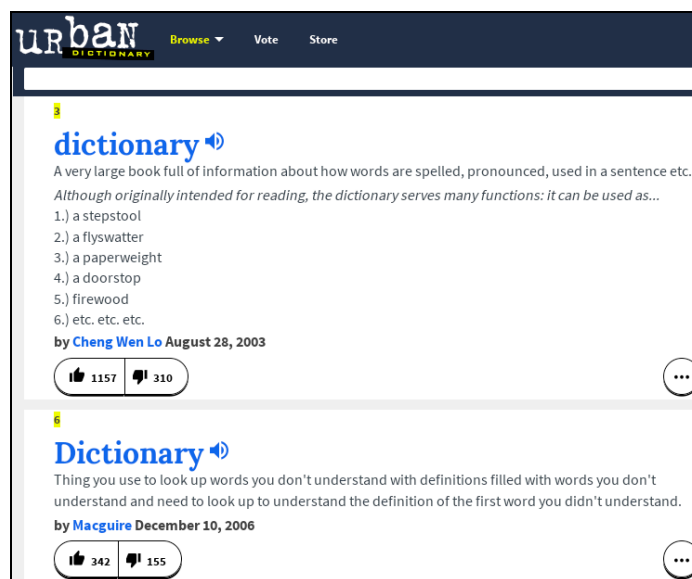 urban
DICTIONARY
Browse Vote Store
3
dictionary
A very large book full of information about how words are spelled, pronounced, used in a sentence etc.
Although originally intended for reading, the dictionary serves many functions: it can be used as...
1.) a stepstool
2.) a flyswatter
3.) a paperweight
4.) a doorstop
5.) firewood
6.) etc. etc. etc.
by Cheng Wen Lo August 28, 2003
1157 310
6
Dictionary
Thing you use to look up words you don't understand with definitions filled with words you don't
understand and need to look up to understand the definition of the first word you didn't understand.
by Macguire December 10, 2006
342 155